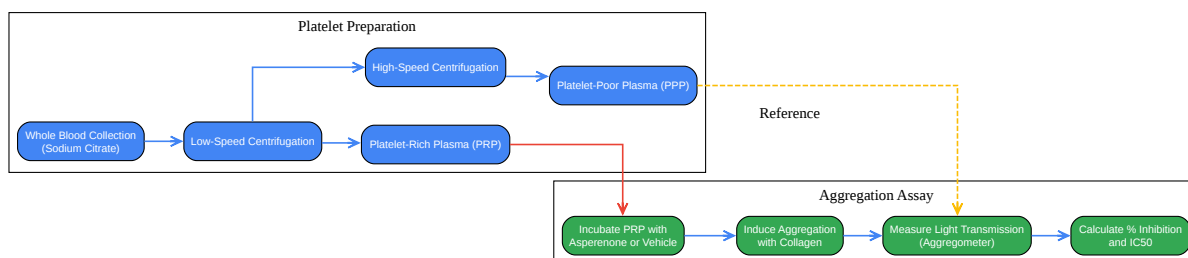 Platelet Preparation
High-Speed Centrifugation
Platelet-Poor Plasma (PPP)
Reference
Whole Blood Collection
(Sodium Citrate)
Low-Speed Centrifugation
Platelet-Rich Plasma (PRP)
Aggregation Assay
Incubate PRP with
Asperenone or Vehicle
Induce Aggregation
with Collagen
Measure Light Transmission
(Aggregometer)
Calculate % Inhibition
and IC50